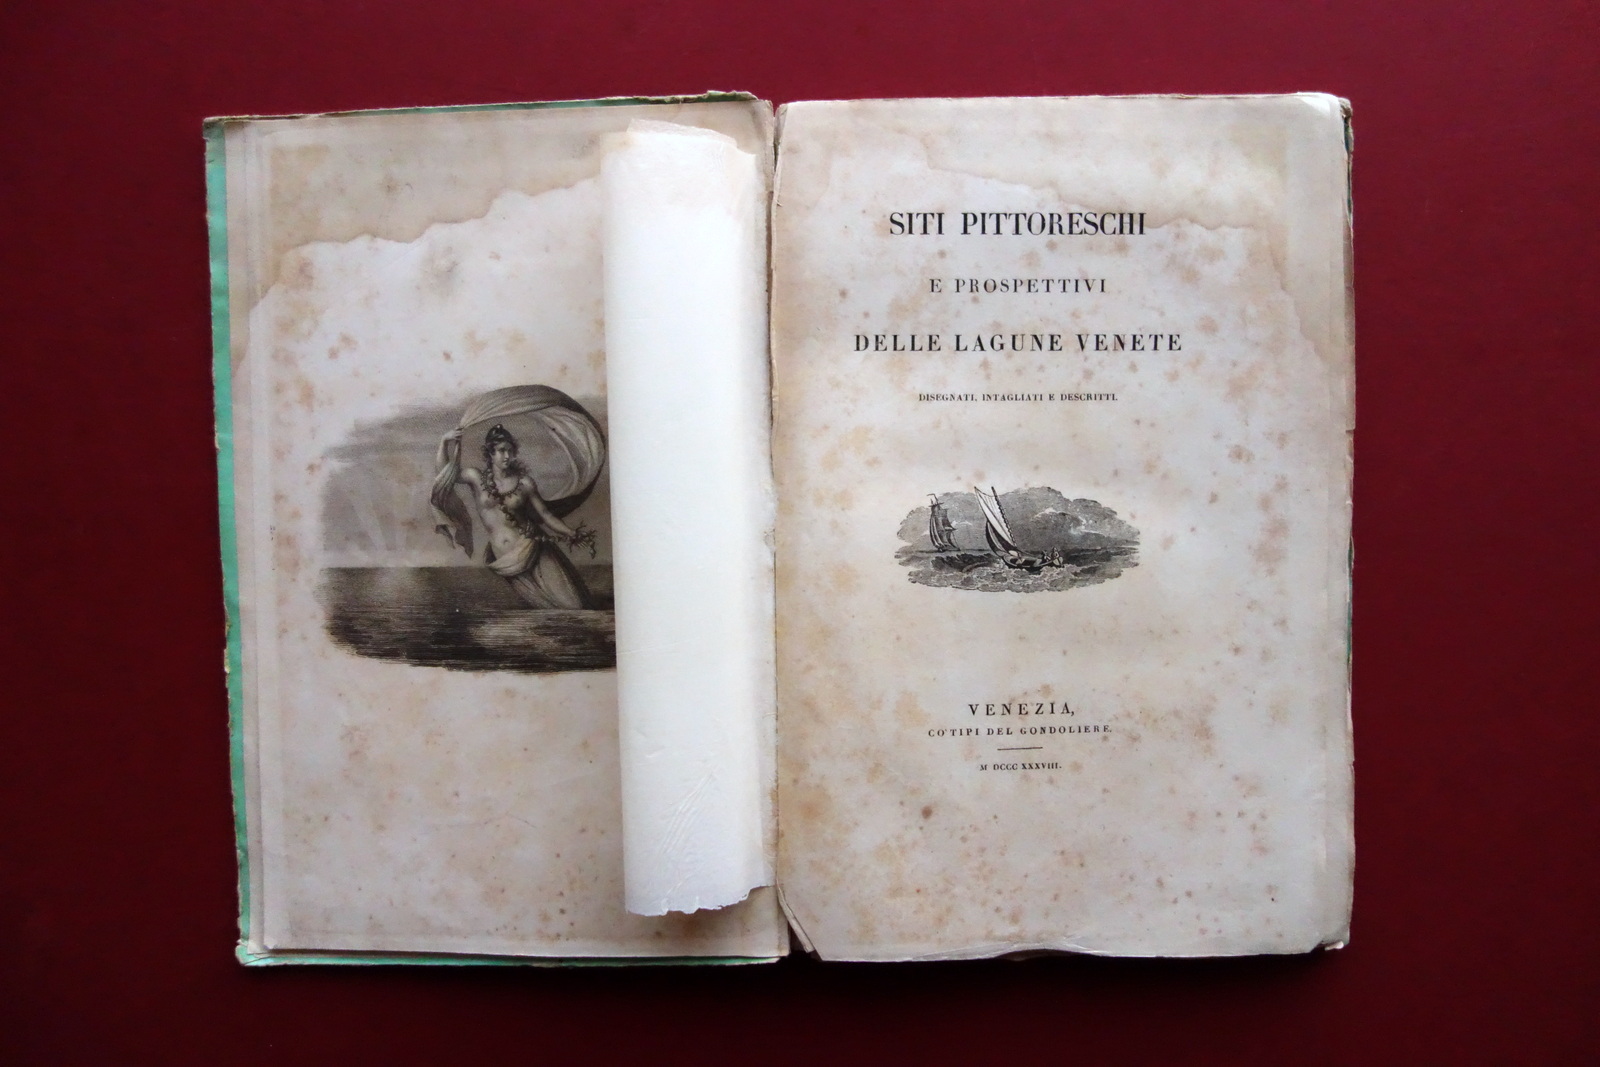 SITI PITTORESCHI
E PROSPETTIVI
DELLE LAGUNE VENETE
DISEGNATI, INTAGLIATI E DESCRITTI.
VENEZIA,
CO' TIPI DEL GONDOLIERE.
M DCCC XXXVIII.